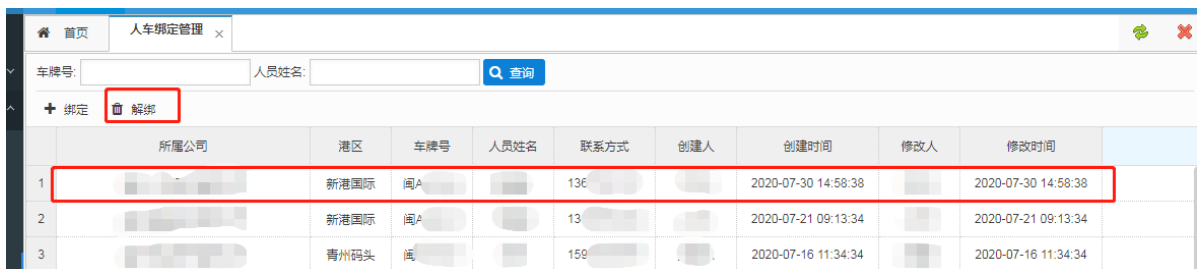 首页 人车绑定管理
车牌号: 人员姓名: 查询
绑定 解绑
所属公司 港区 车牌号 人员姓名 联系方式 创建人 创建时间 修改人 修改时间
1 新港国际 闽A 136 2020-07-30 14:58:38 2020-07-30 14:58:38
2 新港国际 闽A 13 2020-07-21 09:13:34 2020-07-21 09:13:34
3 青州码头 闽 159 2020-07-16 11:34:34 2020-07-16 11:34:34